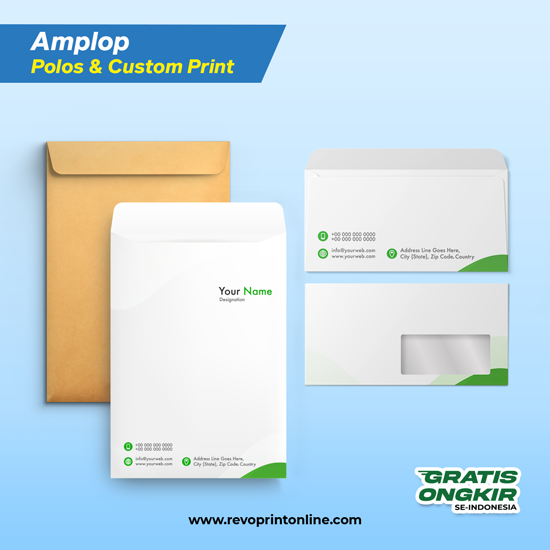 Amplop
Polos & Custom Print
Your Name
Designation
+00 000 000 0000
+00 000 000 0000
info@yourweb.com
www.yourweb.com
Address Line Goes Here,
City [State], Zip Code, Country
+00 000 000 0000
+00 000 000 0000
info@yourweb.com
www.yourweb.com
Address Line Goes Here,
City [State], Zip Code, Country
GRATIS
ONGKIR
SE-INDONESIA
www.revoprintonline.com